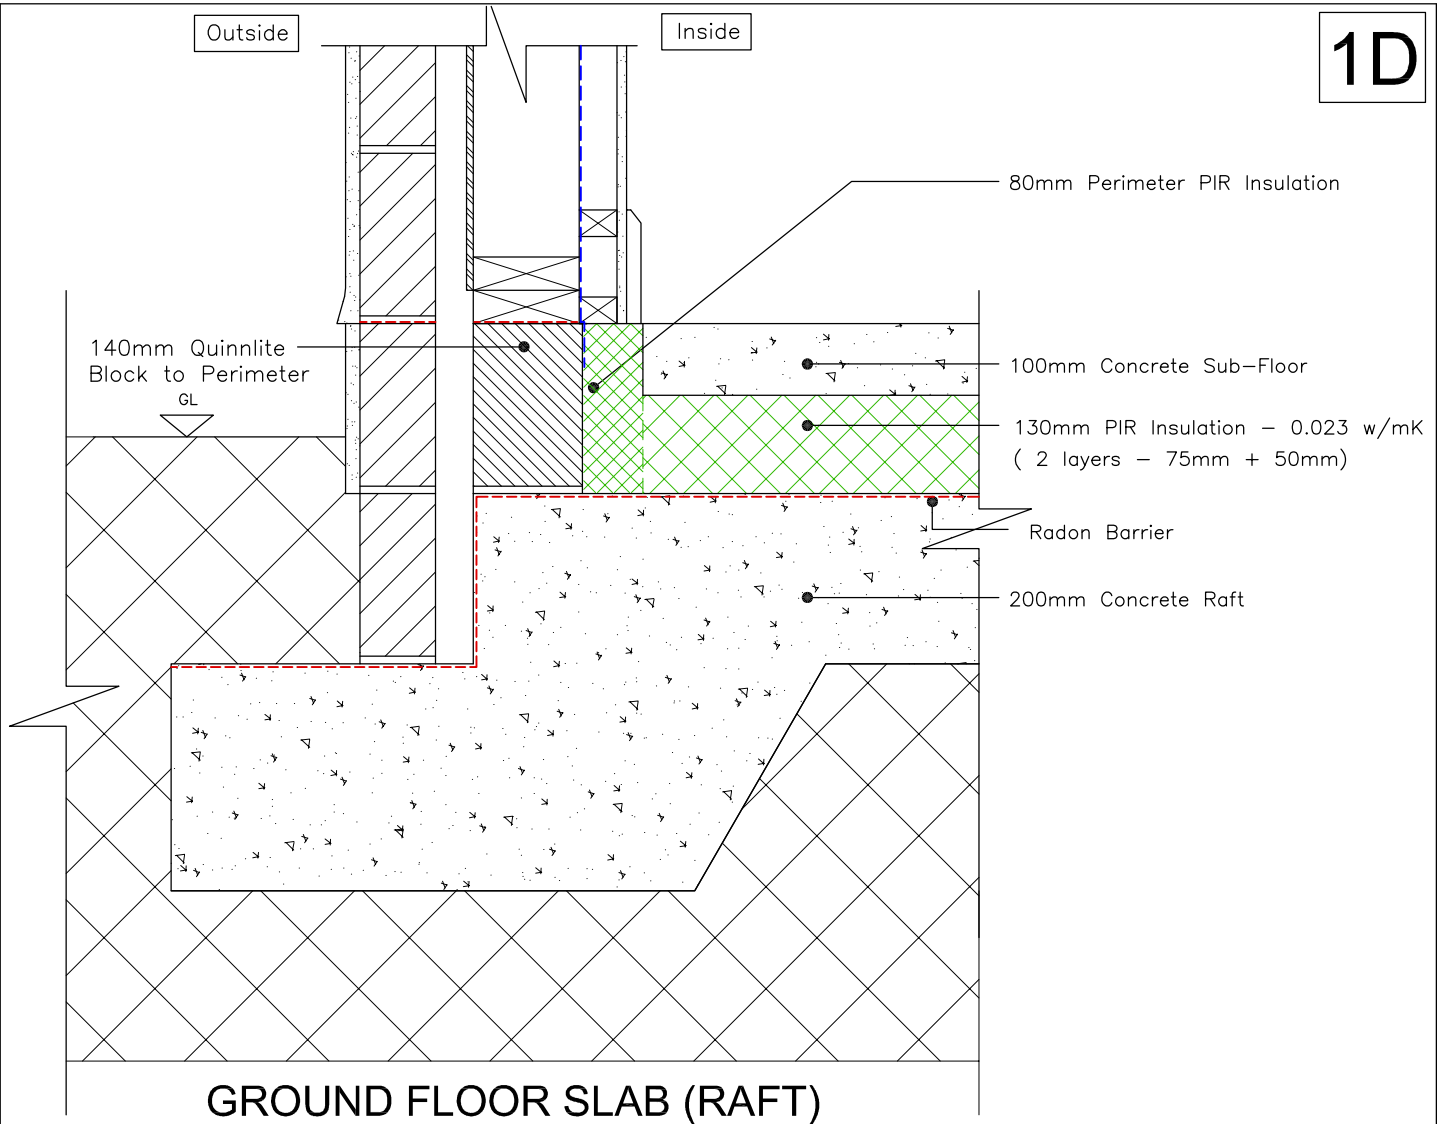 Outside
Inside
1D
80mm Perimeter PIR Insulation
140mm Quinnlite
Block to Perimeter
GL
100mm Concrete Sub-Floor
130mm PIR Insulation - 0.023 w/mK
( 2 layers - 75mm + 50mm)
Radon Barrier
200mm Concrete Raft
GROUND FLOOR SLAB (RAFT)